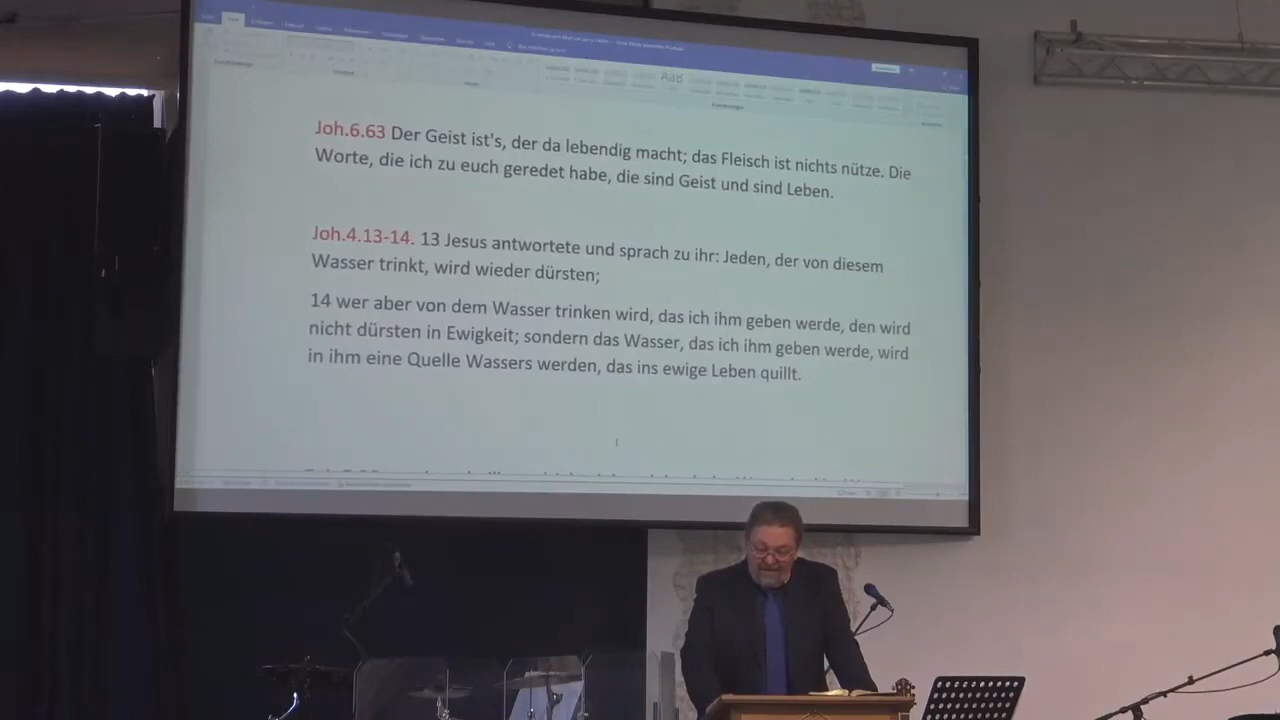 Joh.6.63 Der Geist ist's, der da lebendig macht; das Fleisch ist nichts nütze. Die
Worte, die ich zu euch geredet habe, die sind Geist und sind Leben.
Joh.4.13-14. 13 Jesus antwortete und sprach zu ihr: Jeden, der von diesem
Wasser trinkt, wird wieder dürsten;
14 wer aber von dem Wasser trinken wird, das ich ihm geben werde, den wird
nicht dürsten in Ewigkeit; sondern das Wasser, das ich ihm geben werde, wird
in ihm eine Quelle Wassers werden, das ins ewige Leben quillt.